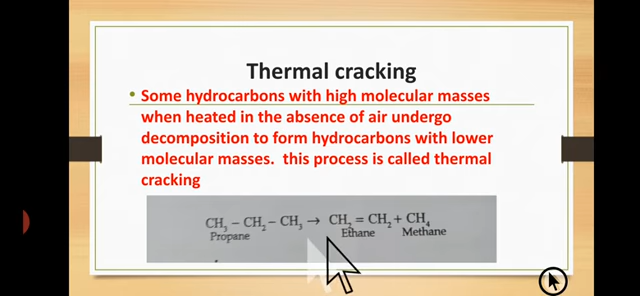 Thermal cracking
• Some hydrocarbons with high molecular masses
when heated in the absence of air undergo
decomposition to form hydrocarbons with lower
molecular masses.  this process is called thermal
cracking
CH₃ – CH₂ – CH₃ → CH₂ = CH₂ + CH₄
Propane Ethane Methane